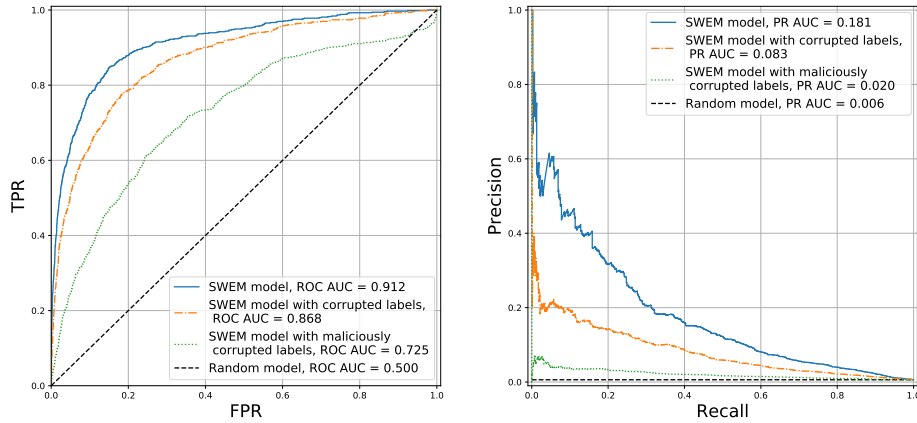 1.0
0.8
0.6
0.4
0.2
0.0
TPR
0.0
0.2
0.4
0.6
0.8
1.0
FPR
SWEM model, ROC AUC = 0.912
SWEM model with corrupted labels,
ROC AUC = 0.868
SWEM model with maliciously
corrupted labels, ROC AUC = 0.725
Random model, ROC AUC = 0.500
1.0
0.8
0.6
0.4
0.2
0.0
Precision
0.0
0.2
0.4
0.6
0.8
1.0
Recall
SWEM model, PR AUC = 0.181
SWEM model with corrupted labels,
PR AUC = 0.083
SWEM model with maliciously
corrupted labels, PR AUC = 0.020
Random model, PR AUC = 0.006